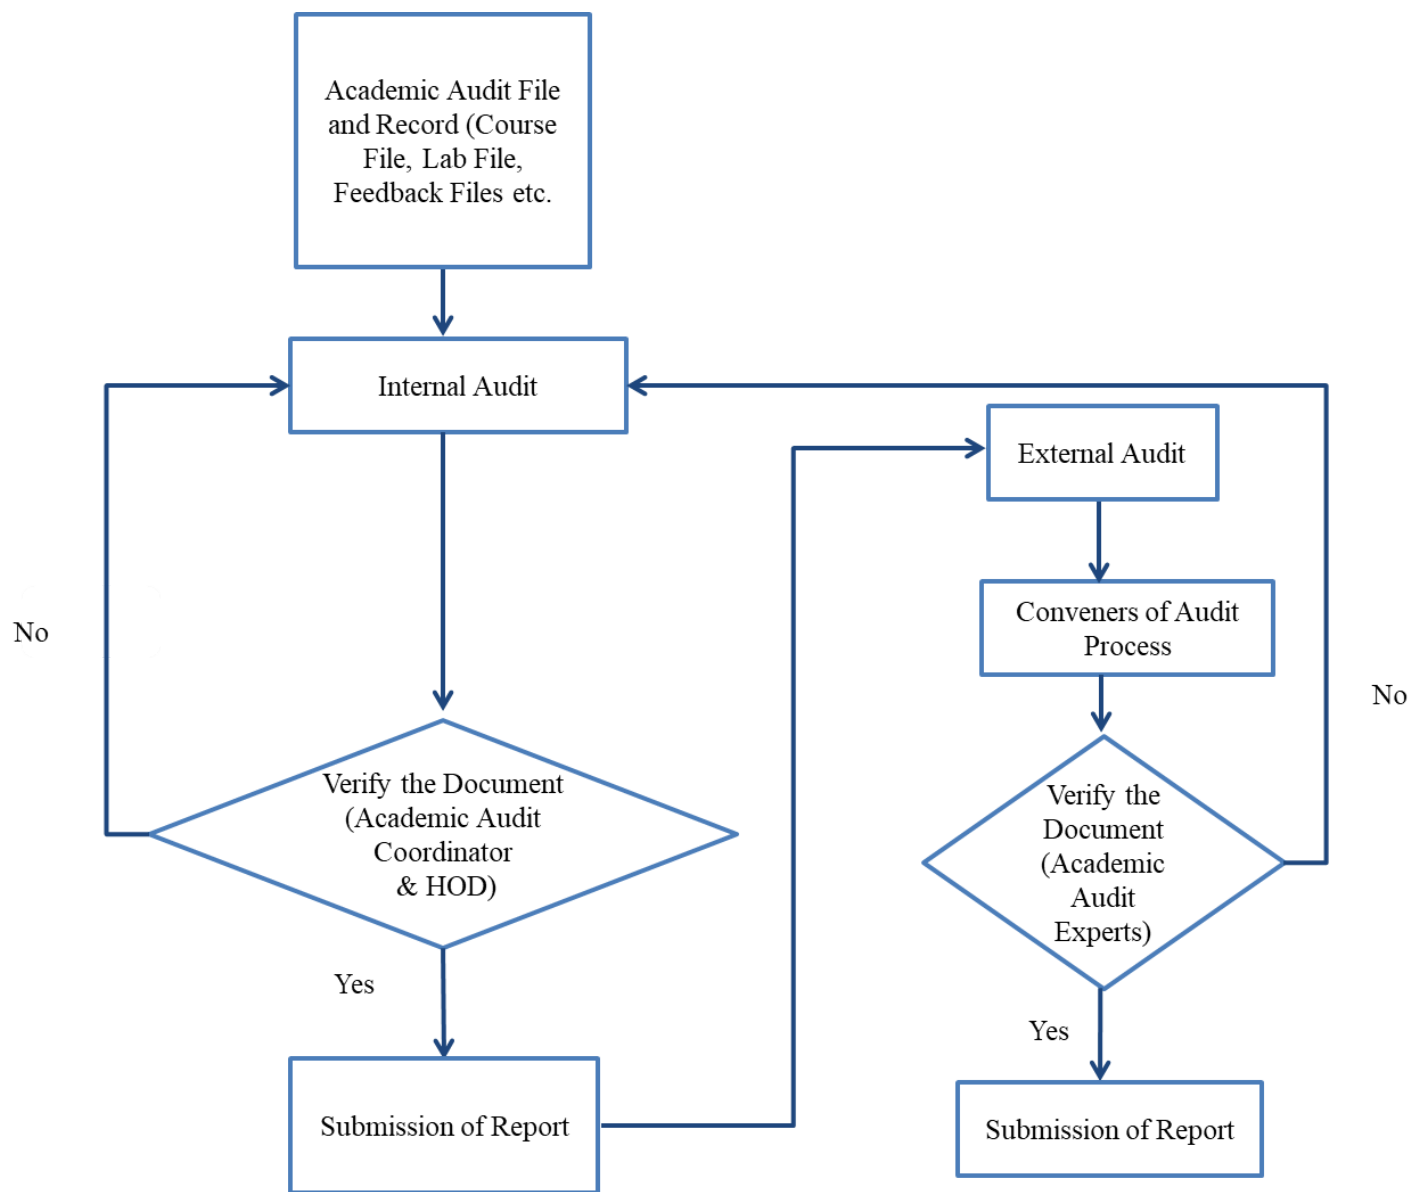 Academic Audit File
and Record (Course
File, Lab File,
Feedback Files etc.
Internal Audit
No
Verify the Document
(Academic Audit
Coordinator
& HOD)
Yes
Submission of Report
External Audit
Conveners of Audit
Process
No
Verify the
Document
(Academic
Audit
Experts)
Yes
Submission of Report